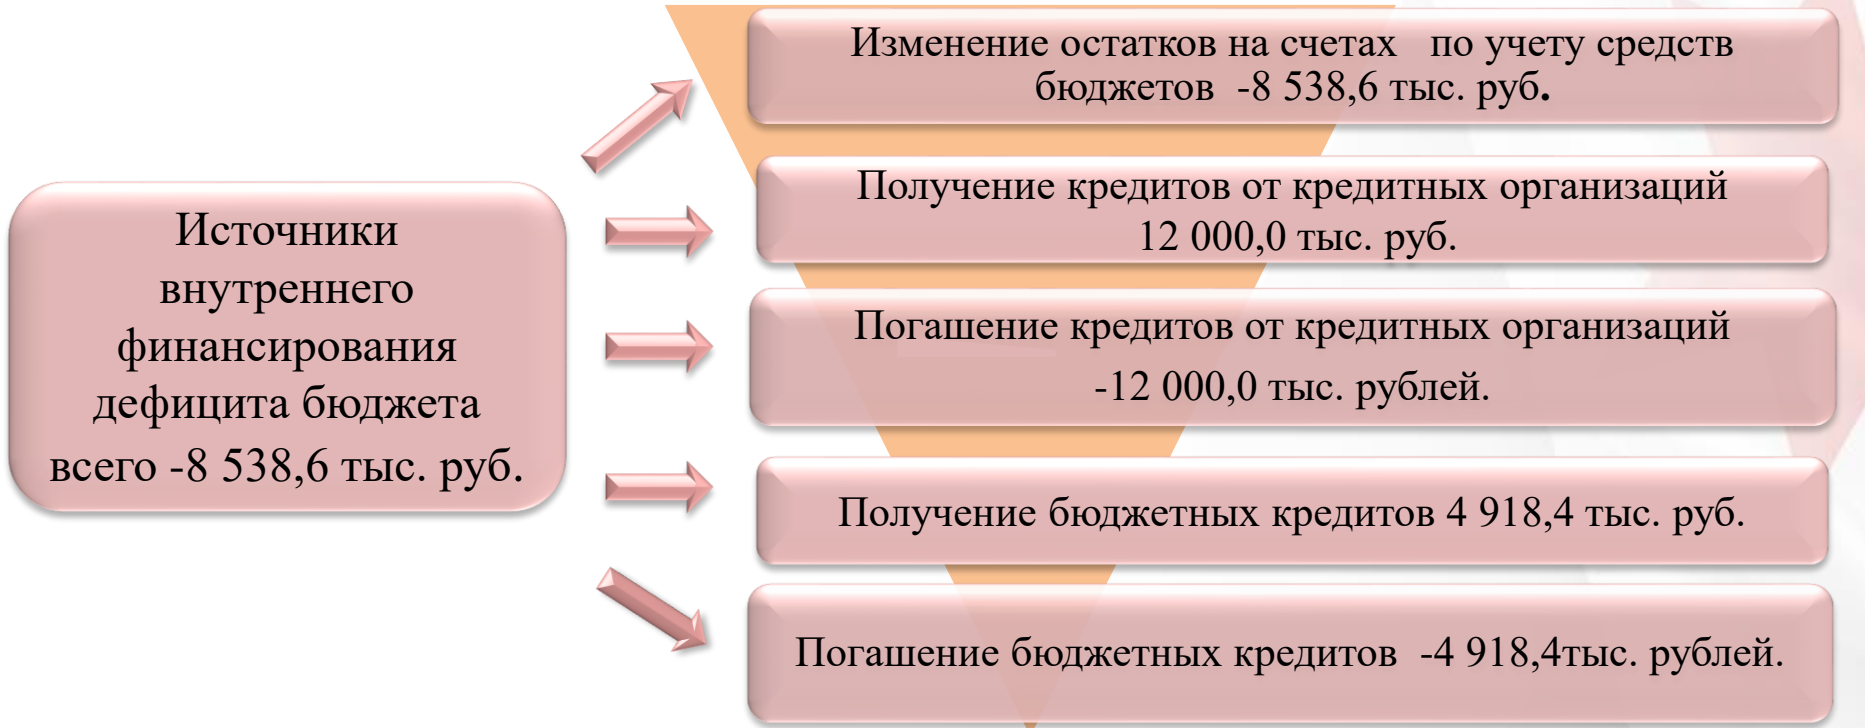 Источники
внутреннего
финансирования
дефицита бюджета
всего -8 538,6 тыс. руб.
Изменение остатков на счетах по учету средств
бюджетов -8 538,6 тыс. руб.
Получение кредитов от кредитных организаций
12 000,0 тыс. руб.
Погашение кредитов от кредитных организаций
-12 000,0 тыс. рублей.
Получение бюджетных кредитов 4 918,4 тыс. руб.
Погашение бюджетных кредитов -4 918,4тыс. рублей.